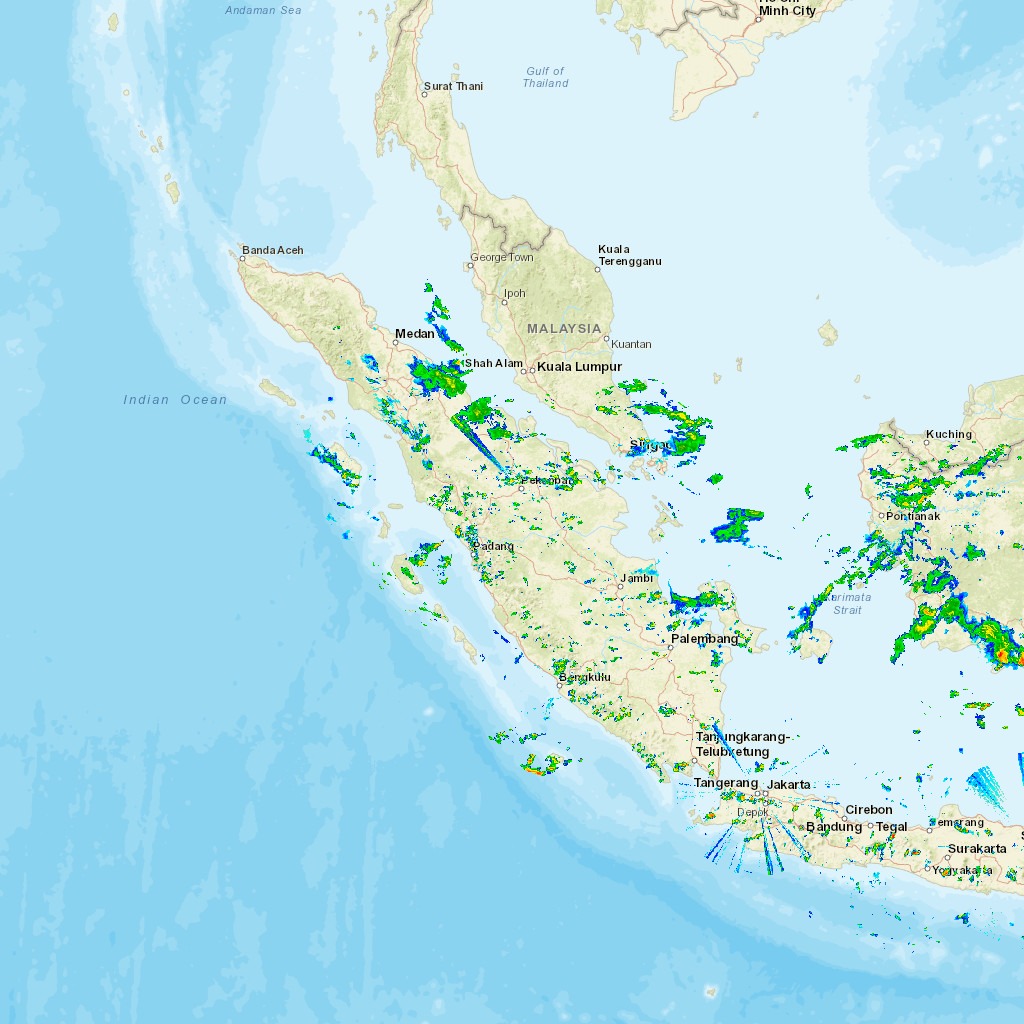 Andaman Sea
Minh City
Gulf of
Thailand
Surat Thani
Banda Aceh
Kuala
Terengganu
George Town
Ipoh
MALAYSIA
Medan
Kuantan
Shah Alam
Kuala Lumpur
Indian Ocean
Kuching
Pontianak
Padang
Jambi
Karimata
Strait
Palembang
Bengkulu
Tanjungkarang-
Telubketung
Tangerang
Jakarta
Depok
Cirebon
Bandung
Tegal
Semarang
Surakarta
Yogyakarta